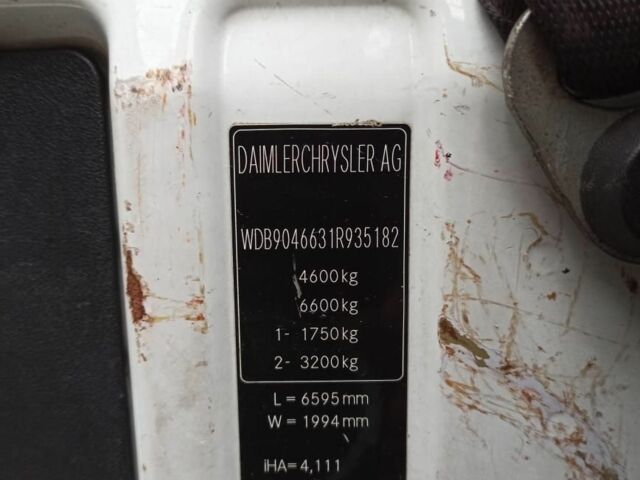 DAIMLERCHRYSLER AG
WDB9046631R935182
4600kg
6600kg
1- 1750kg
2- 3200kg
L = 6595mm
W = 1994mm
iHA=4,111